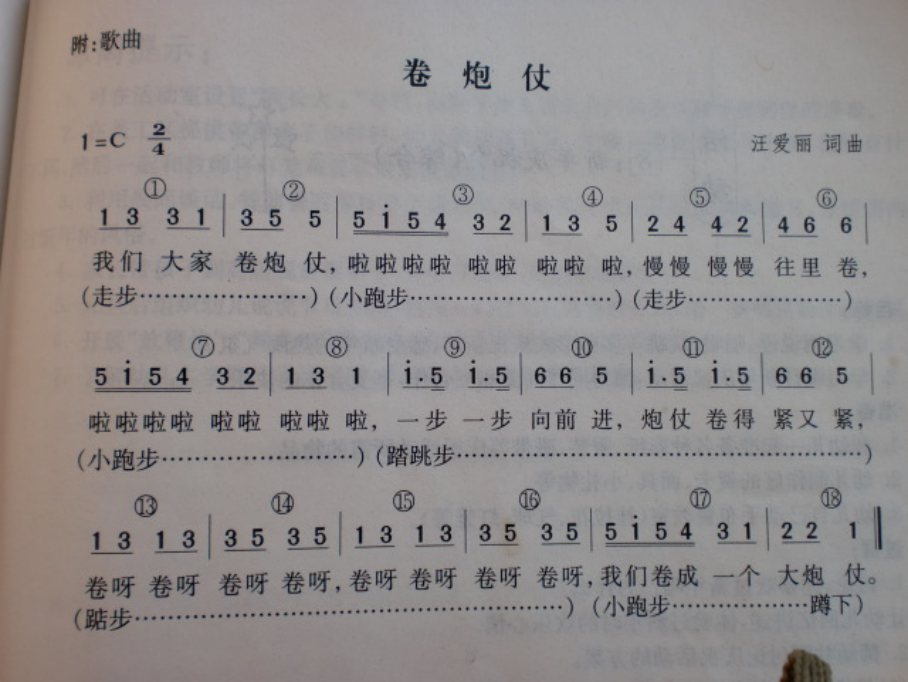 附:歌曲
卷炮仗
1=C 2/4
汪爱丽 词曲
① ② ③ ④ ⑤ ⑥
1 3 3 1 | 3 5 5 | 5 i 5 4 3 2 | 1 3 5 | 2 4 4 2 | 4 6 6 |
我们 大家 卷炮 仗, 啦啦啦啦 啦啦 啦啦 啦, 慢慢 慢慢 往里 卷,
(走步……………………) (小跑步……………………) (走步…………………)
⑦ ⑧ ⑨ ⑩ ⑪ ⑫
5 i 5 4 3 2 | 1 3 1 | i·5 i·5 | 6 6 5 | i·5 i·5 | 6 6 5 |
啦啦啦啦 啦啦 啦啦 啦, 一步 一步 向前 进, 炮仗 卷得 紧又 紧,
(小跑步……………………) (踏跳步……………………………………………)
⑬ ⑭ ⑮ ⑯ ⑰ ⑱
1 3 1 3 | 3 5 3 5 | 1 3 1 3 | 3 5 3 5 | 5 i 5 4 3 1 | 2 2 1 ‖
卷呀 卷呀 卷呀 卷呀, 卷呀 卷呀 卷呀 卷呀, 我们卷成 一个 大炮 仗。
(踮步……………………………………………) (小跑步……………蹲下)